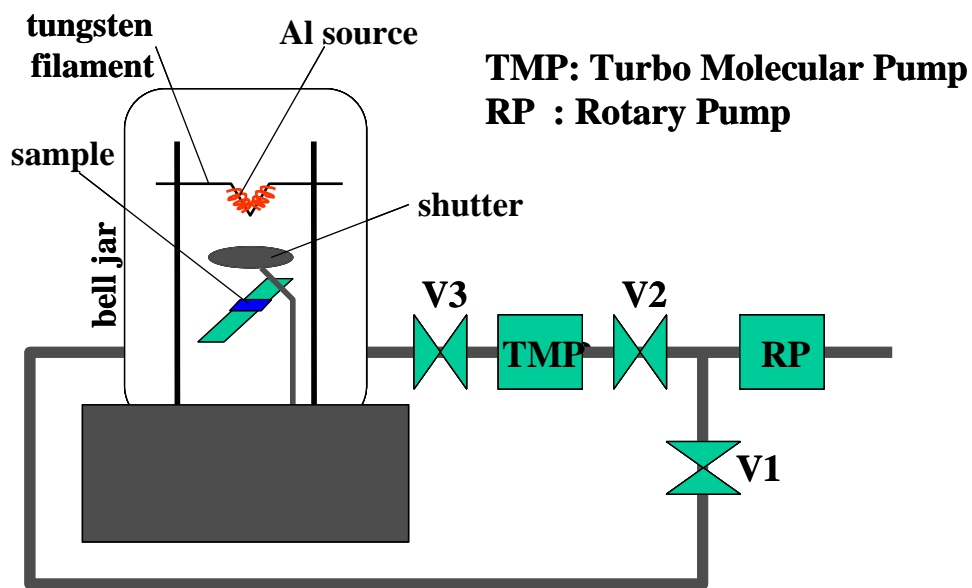 tungsten
filament
Al source
TMP: Turbo Molecular Pump
RP : Rotary Pump
sample
shutter
bell jar
V3
V2
TMP
RP
V1